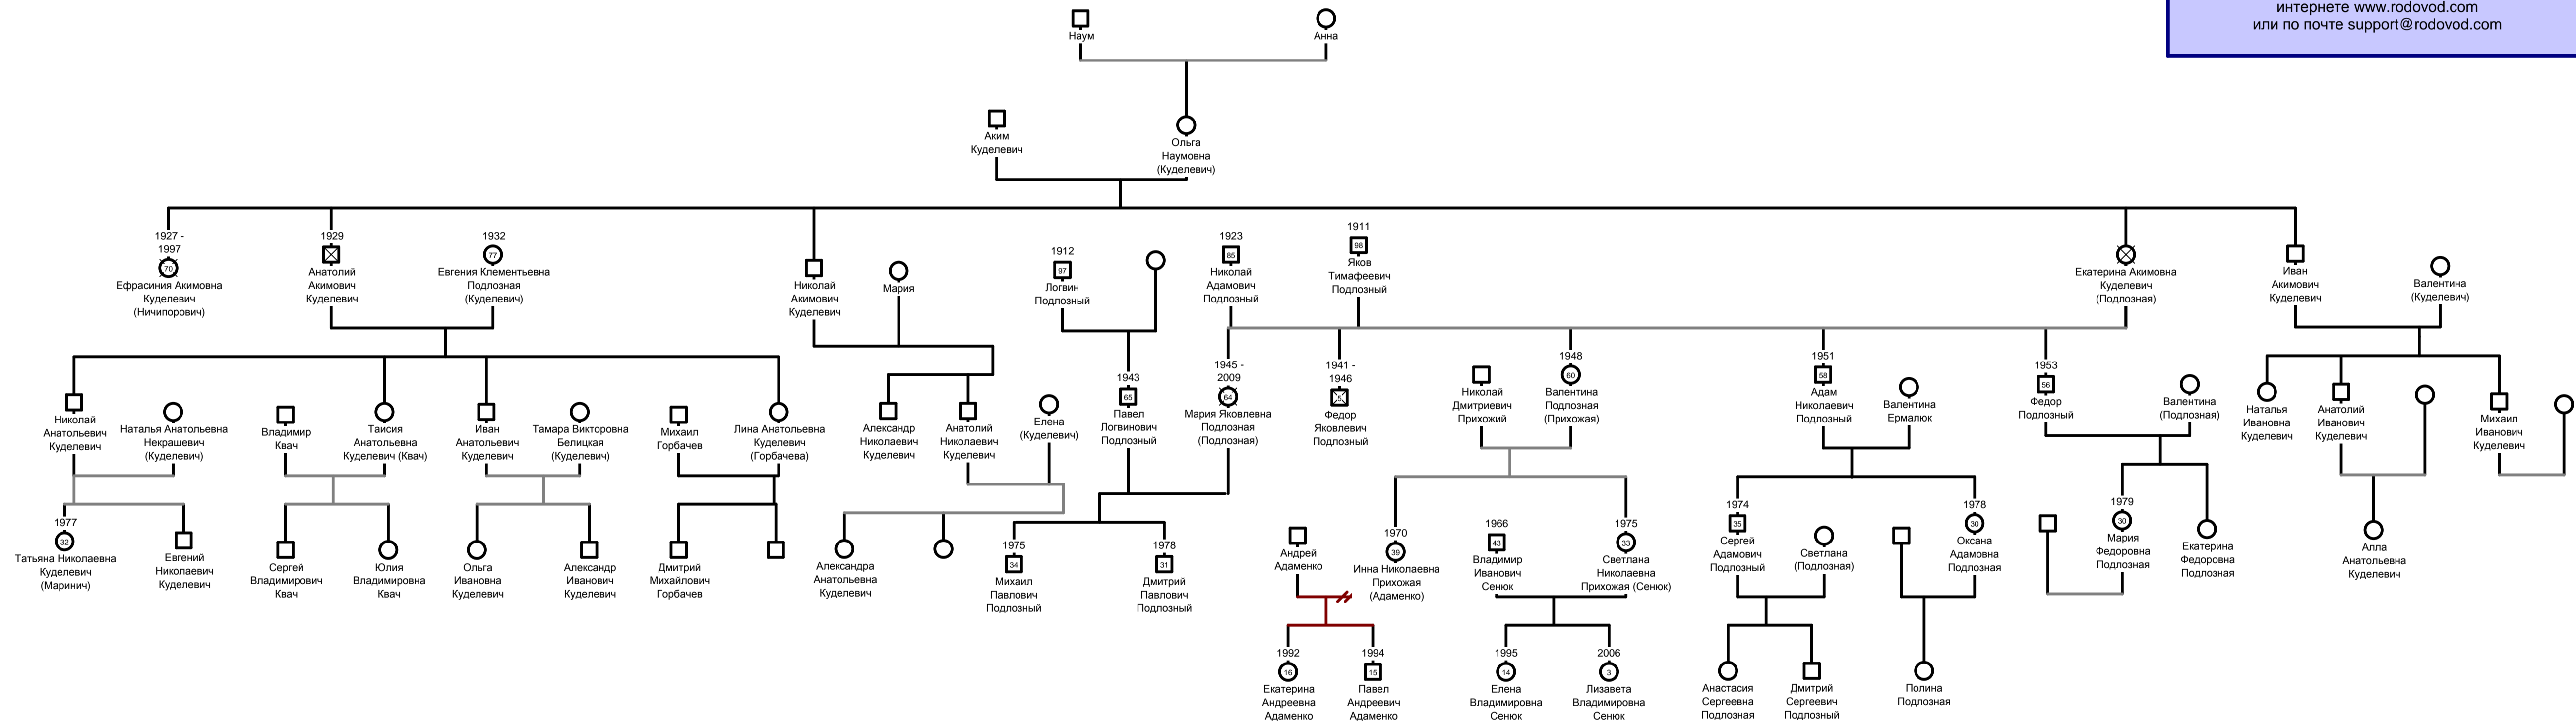 интернете www.rodovod.com
или по почте support@rodovod.com
Наум
Анна
Аким
Куделевич
Ольга
Наумовна
(Куделевич)
1927 -
1997
70
Ефрасиния Акимовна
Куделевич
(Ничипорович)
1929
Анатолий
Акимович
Куделевич
1932
77
Евгения Клементьевна
Подлозная
(Куделевич)
Николай
Акимович
Куделевич
Мария
1912
97
Логвин
Подлозный
1923
85
Николай
Адамович
Подлозный
1911
98
Яков
Тимафеевич
Подлозный
Екатерина Акимовна
Куделевич
(Подлозная)
Иван
Акимович
Куделевич
Валентина
(Куделевич)
Николай
Анатольевич
Куделевич
Наталья Анатольевна
Некрашевич
(Куделевич)
Владимир
Квач
Таисия
Анатольевна
Куделевич (Квач)
Иван
Анатольевич
Куделевич
Тамара Викторовна
Белицкая
(Куделевич)
Михаил
Горбачев
Лина Анатольевна
Куделевич
(Горбачева)
Александр
Николаевич
Куделевич
Анатолий
Николаевич
Куделевич
Елена
(Куделевич)
1943
65
Павел
Логвинович
Подлозный
1945 -
2009
64
Мария Яковлевна
Подлозная
(Подлозная)
1941 -
1946
Федор
Яковлевич
Подлозный
Николай
Дмитриевич
Прихожий
1948
60
Валентина
Подлозная
(Прихожая)
1951
58
Адам
Николаевич
Подлозный
Валентина
Ермалюк
1953
56
Федор
Подлозный
Валентина
(Подлозная)
Наталья
Ивановна
Куделевич
Анатолий
Иванович
Куделевич
Михаил
Иванович
Куделевич
1977
32
Татьяна Николаевна
Куделевич
(Маринич)
Евгений
Николаевич
Куделевич
Сергей
Владимирович
Квач
Юлия
Владимировна
Квач
Ольга
Ивановна
Куделевич
Александр
Иванович
Куделевич
Дмитрий
Михайлович
Горбачев
Александра
Анатольевна
Куделевич
1975
34
Михаил
Павлович
Подлозный
1978
31
Дмитрий
Павлович
Подлозный
Андрей
Адаменко
1970
39
Инна Николаевна
Прихожая
(Адаменко)
1966
43
Владимир
Иванович
Сенюк
1975
33
Светлана
Николаевна
Прихожая (Сенюк)
1974
35
Сергей
Адамович
Подлозный
Светлана
(Подлозная)
1978
30
Оксана
Адамовна
Подлозная
1979
30
Мария
Федоровна
Подлозная
Екатерина
Федоровна
Подлозная
Алла
Анатольевна
Куделевич
1992
16
Екатерина
Андреевна
Адаменко
1994
15
Павел
Андреевич
Адаменко
1995
14
Елена
Владимировна
Сенюк
2006
3
Лизавета
Владимировна
Сенюк
Анастасия
Сергеевна
Подлозная
Дмитрий
Сергеевич
Подлозный
Полина
Подлозная